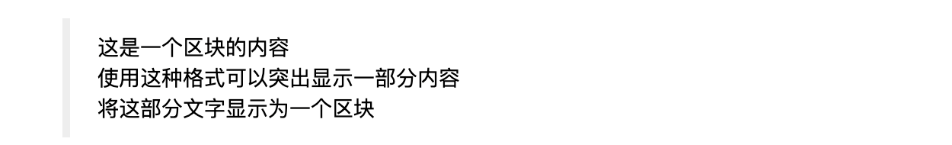 这是一个区块的内容
使用这种格式可以突出显示一部分内容
将这部分文字显示为一个区块